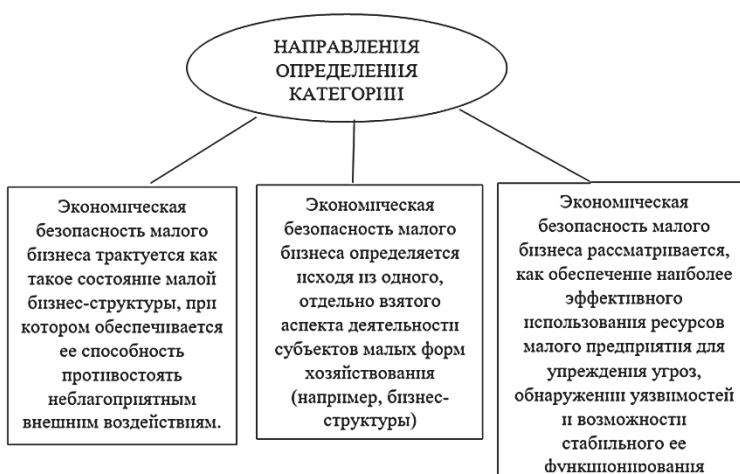 НАПРАВЛЕНИЯ
ОПРЕДЕЛЕНИЯ
КАТЕГОРИИ
Экономическая
безопасность малого
бизнеса трактуется как
такое состояние малой
бизнес-структуры, при
котором обеспечивается
ее способность
противостоять
неблагоприятным
внешним воздействиям.
Экономическая
безопасность малого
бизнеса определяется
исходя из одного,
отдельно взятого
аспекта деятельности
субъектов малых форм
хозяйствования
(например, бизнес-
структуры)
Экономическая
безопасность малого
бизнеса рассматривается,
как обеспечение наиболее
эффективного
использования ресурсов
малого предприятия для
упреждения угроз,
обнаружении уязвимостей
и возможности
стабильного ее
функционирования